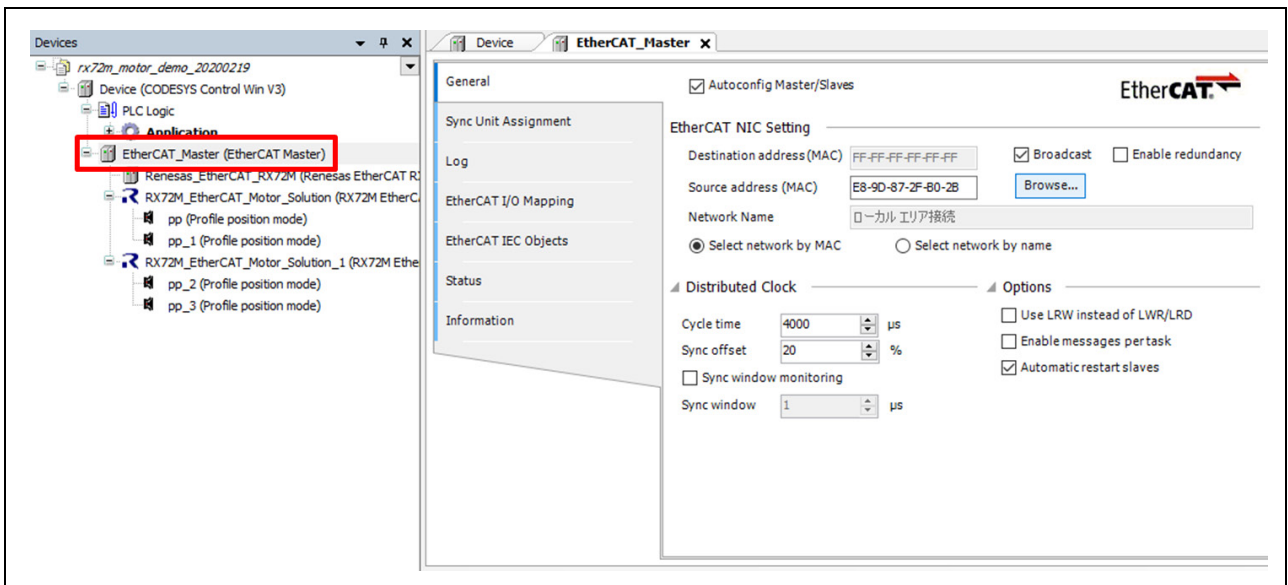 Devices
rx72m_motor_demo_20200219
Device (CODESYS Control Win V3)
PLC Logic
Application
EtherCAT_Master (EtherCAT Master)
Renesas_EtherCAT_RX72M (Renesas EtherCAT R
RX72M_EtherCAT_Motor_Solution (RX72M EtherC
pp (Profile position mode)
pp_1 (Profile position mode)
RX72M_EtherCAT_Motor_Solution_1 (RX72M Ethe
pp_2 (Profile position mode)
pp_3 (Profile position mode)
Device
EtherCAT_Master
General
Sync Unit Assignment
Log
EtherCAT I/O Mapping
EtherCAT IEC Objects
Status
Information
Autoconfig Master/Slaves
EtherCAT.
EtherCAT NIC Setting
Destination address (MAC) FF-FF-FF-FF-FF-FF Broadcast Enable redundancy
Source address (MAC) E8-9D-87-2F-B0-2B Browse...
Network Name ローカル エリア接続
Select network by MAC Select network by name
Distributed Clock
Cycle time 4000 µs
Sync offset 20 %
Sync window monitoring
Sync window 1 µs
Options
Use LRW instead of LWR/LRD
Enable messages per task
Automatic restart slaves